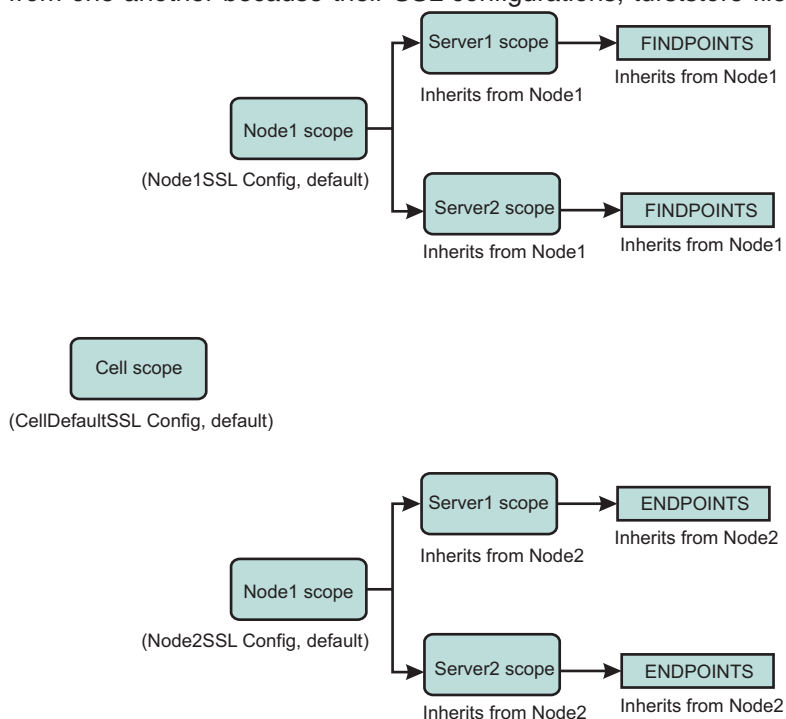 from one another because their SSL configurations, turststore file
Server1 scope
FINDPOINTS
Inherits from Node1
Inherits from Node1
Node1 scope
(Node1SSL Config, default)
Server2 scope
FINDPOINTS
Inherits from Node1
Inherits from Node1
Cell scope
(CellDefaultSSL Config, default)
Server1 scope
ENDPOINTS
Inherits from Node2
Inherits from Node2
Node1 scope
(Node2SSL Config, default)
Server2 scope
ENDPOINTS
Inherits from Node2
Inherits from Node2